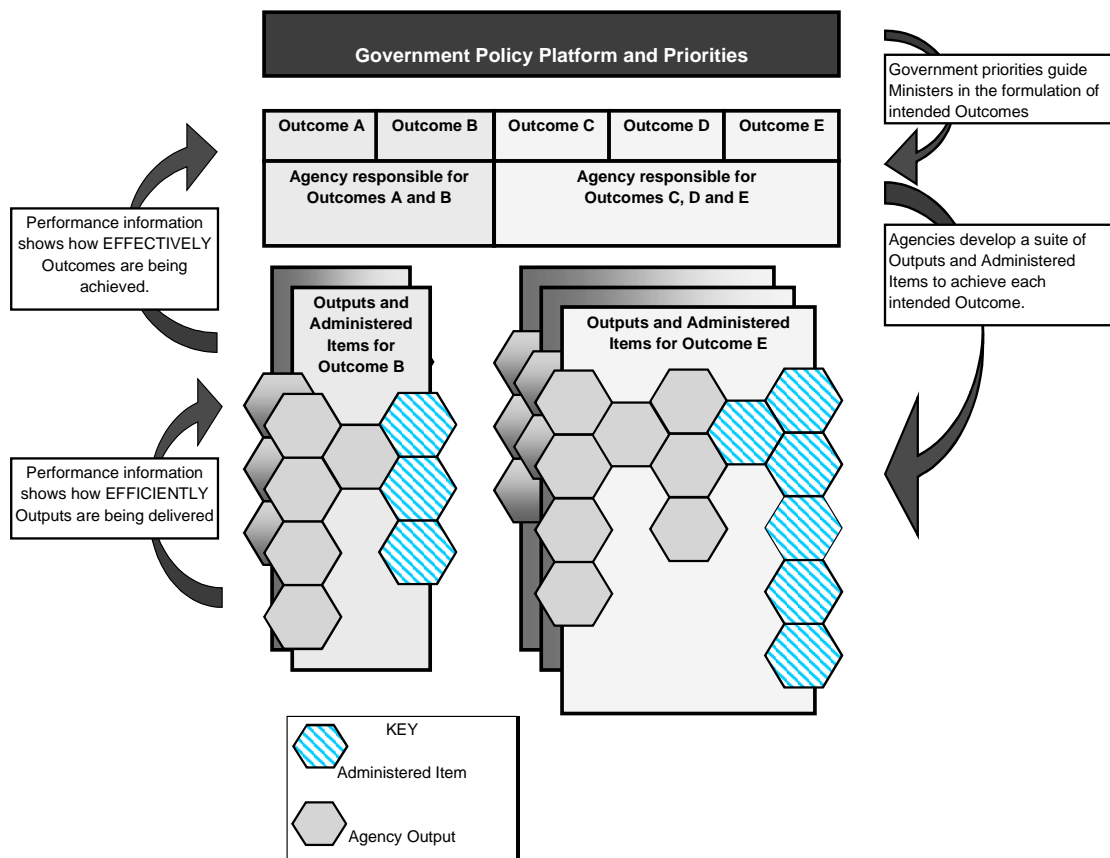 Government Policy Platform and Priorities
Government priorities guide
Ministers in the formulation of
intended Outcomes
Outcome A
Outcome B
Outcome C
Outcome D
Outcome E
Agency responsible for
Outcomes A and B
Agency responsible for
Outcomes C, D and E
Performance information
shows how EFFECTIVELY
Outcomes are being
achieved.
Agencies develop a suite of
Outputs and Administered
Items to achieve each
intended Outcome.
Outputs and
Administered
Items for
Outcome B
Outputs and Administered
Items for Outcome E
Performance information
shows how EFFICIENTLY
Outputs are being delivered
KEY
Administered Item
Agency Output